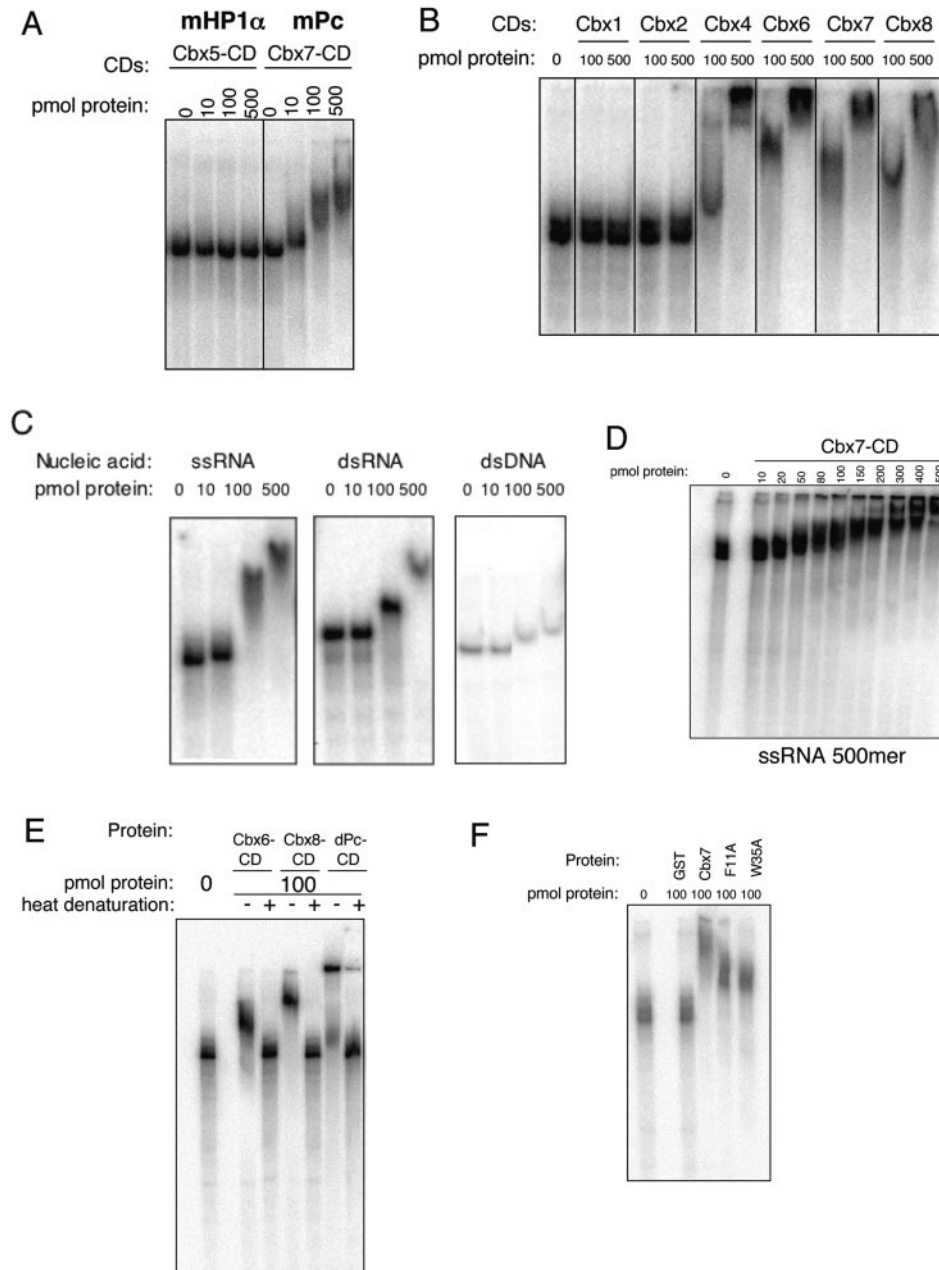 A
mHP1α mPc
Cbx5-CD Cbx7-CD
CDs:
pmol protein: 0 10 100 500 0 10 100 500
B
CDs: Cbx1 Cbx2 Cbx4 Cbx6 Cbx7 Cbx8
pmol protein: 0 100 500 100 500 100 500 100 500 100 500 100 500
C
Nucleic acid: ssRNA dsRNA dsDNA
pmol protein: 0 10 100 500 0 10 100 500 0 10 100 500
D
Cbx7-CD
pmol protein: 0 10 20 50 80 100 150 200 300 400 500
ssRNA 500mer
E
Protein:
Cbx6-CD Cbx8-CD dPc-CD
pmol protein: 0 100
heat denaturation: - + - + - +
F
Protein: GST Cbx7 F11A W35A
pmol protein: 0 100 100 100 100